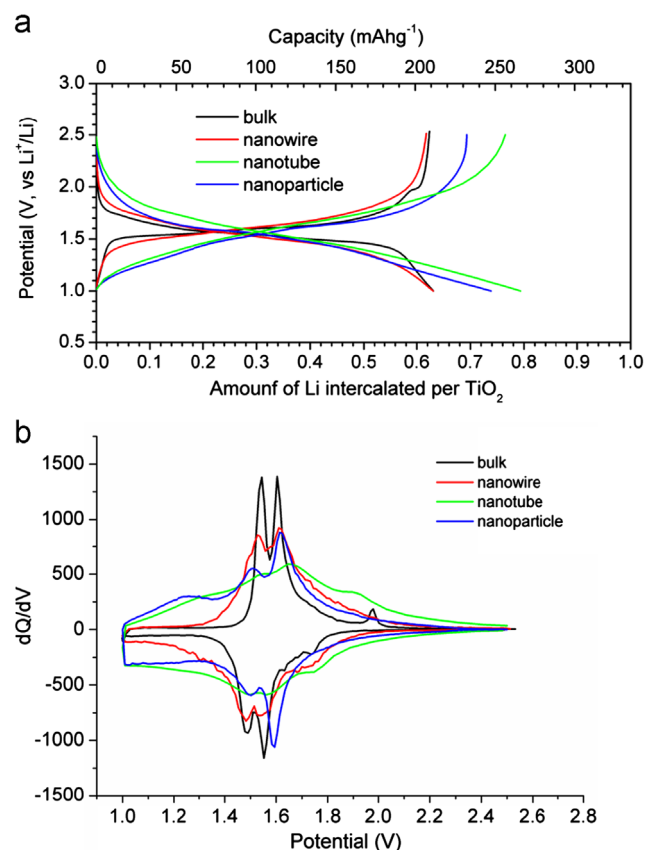 a
Capacity (mAhg⁻¹)
0 50 100 150 200 250 300
3.0
2.5
2.0
1.5
1.0
0.5
Potential (V, vs Li⁺/Li)
bulk
nanowire
nanotube
nanoparticle
0.0 0.1 0.2 0.3 0.4 0.5 0.6 0.7 0.8 0.9 1.0
Amounf of Li intercalated per TiO₂
b
1500
1000
500
0
-500
-1000
-1500
dQ/dV
bulk
nanowire
nanotube
nanoparticle
1.0 1.2 1.4 1.6 1.8 2.0 2.2 2.4 2.6 2.8
Potential (V)